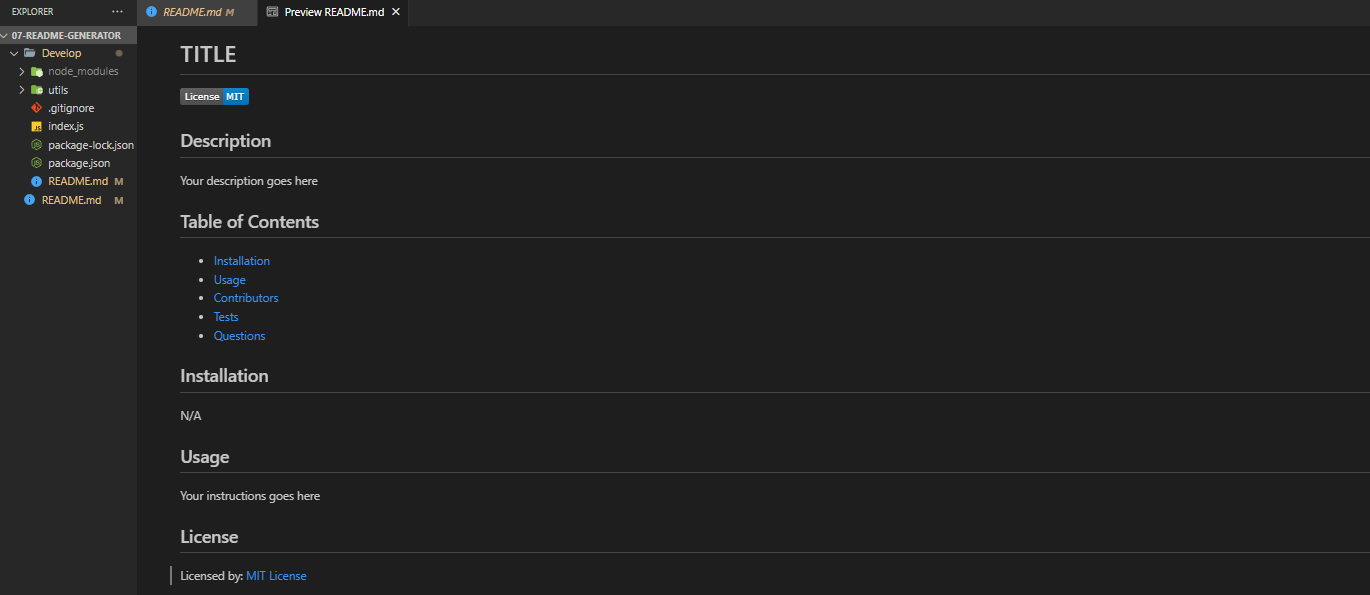 EXPLORER
07-README-GENERATOR
Develop
node_modules
utils
.gitignore
index.js
package-lock.json
package.json
README.md M
README.md M
README.md M
Preview README.md
TITLE
License MIT
Description
Your description goes here
Table of Contents
Installation
Usage
Contributors
Tests
Questions
Installation
N/A
Usage
Your instructions goes here
License
Licensed by: MIT License